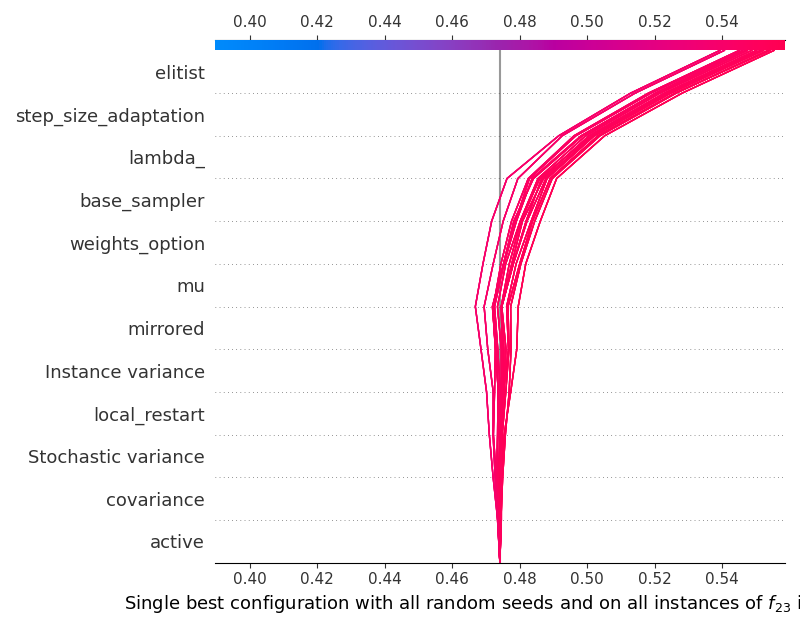 0.40 0.42 0.44 0.46 0.48 0.50 0.52 0.54
elitist
step_size_adaptation
lambda_
base_sampler
weights_option
mu
mirrored
Instance variance
local_restart
Stochastic variance
covariance
active
0.40 0.42 0.44 0.46 0.48 0.50 0.52 0.54
Single best configuration with all random seeds and on all instances of f23 i